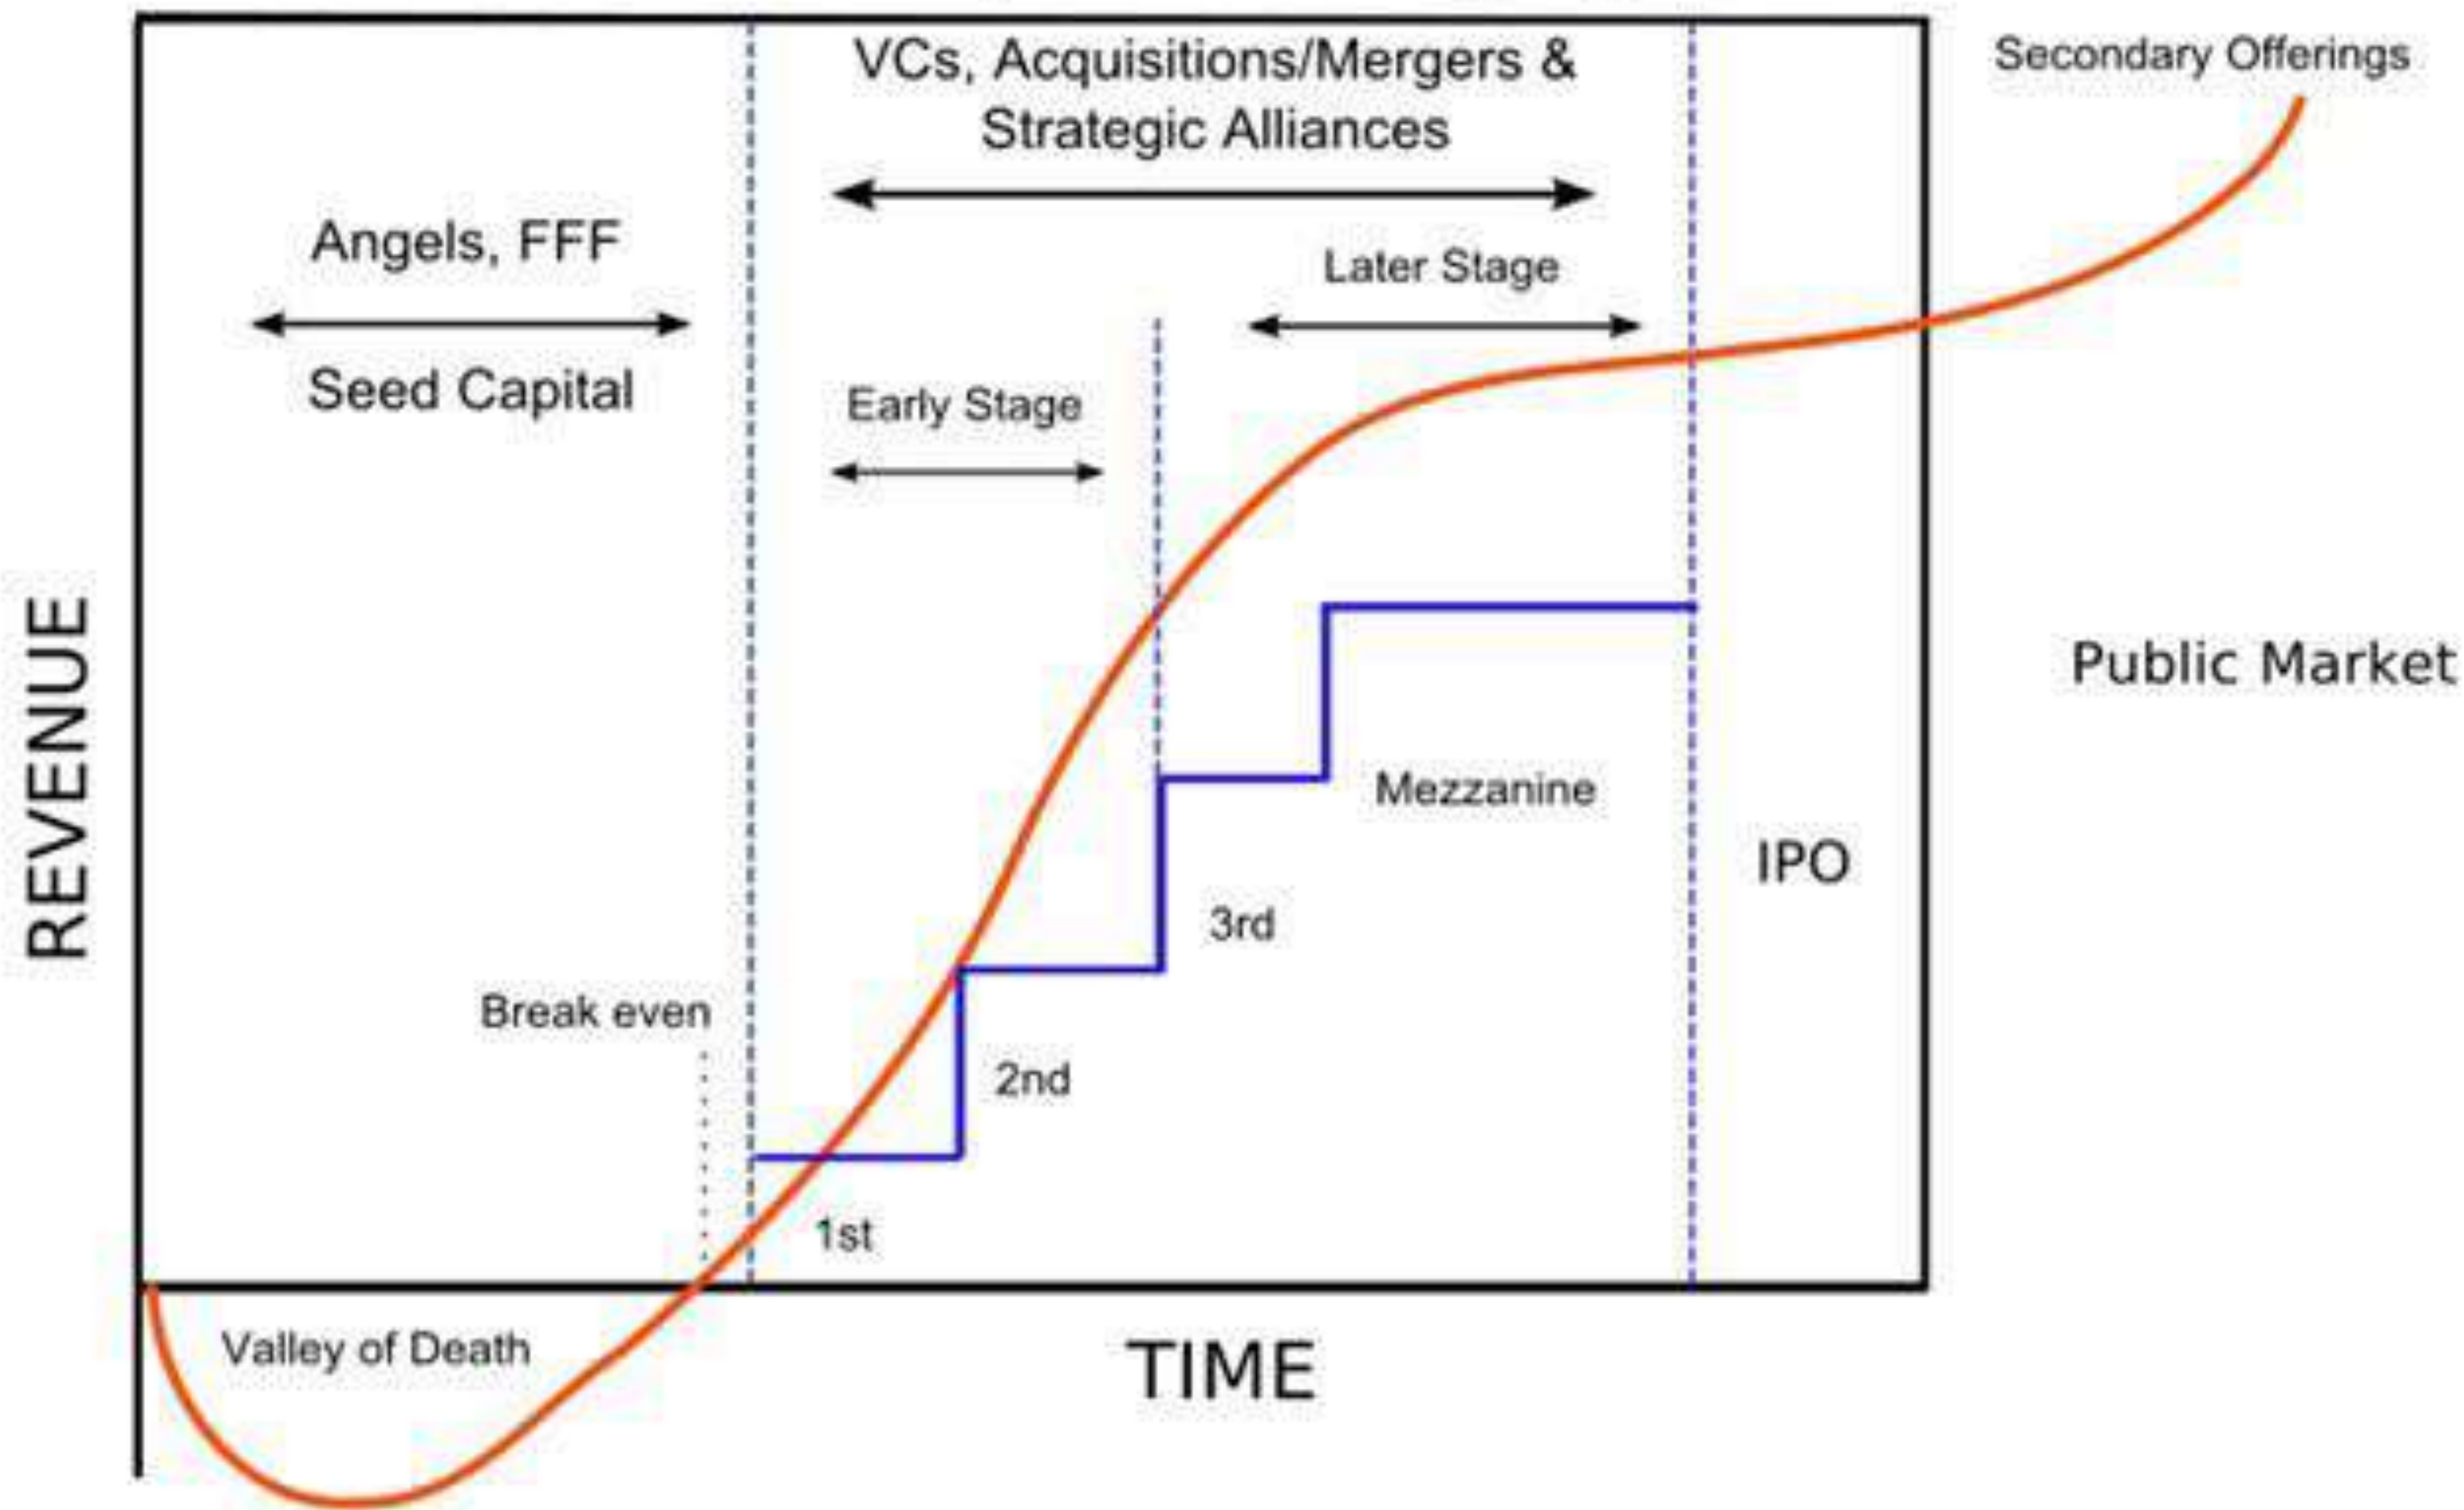 VCs, Acquisitions/Mergers &
Strategic Alliances
Secondary Offerings
Angels, FFF
Seed Capital
Later Stage
Early Stage
REVENUE
Public Market
Mezzanine
IPO
3rd
Break even
2nd
1st
Valley of Death
TIME